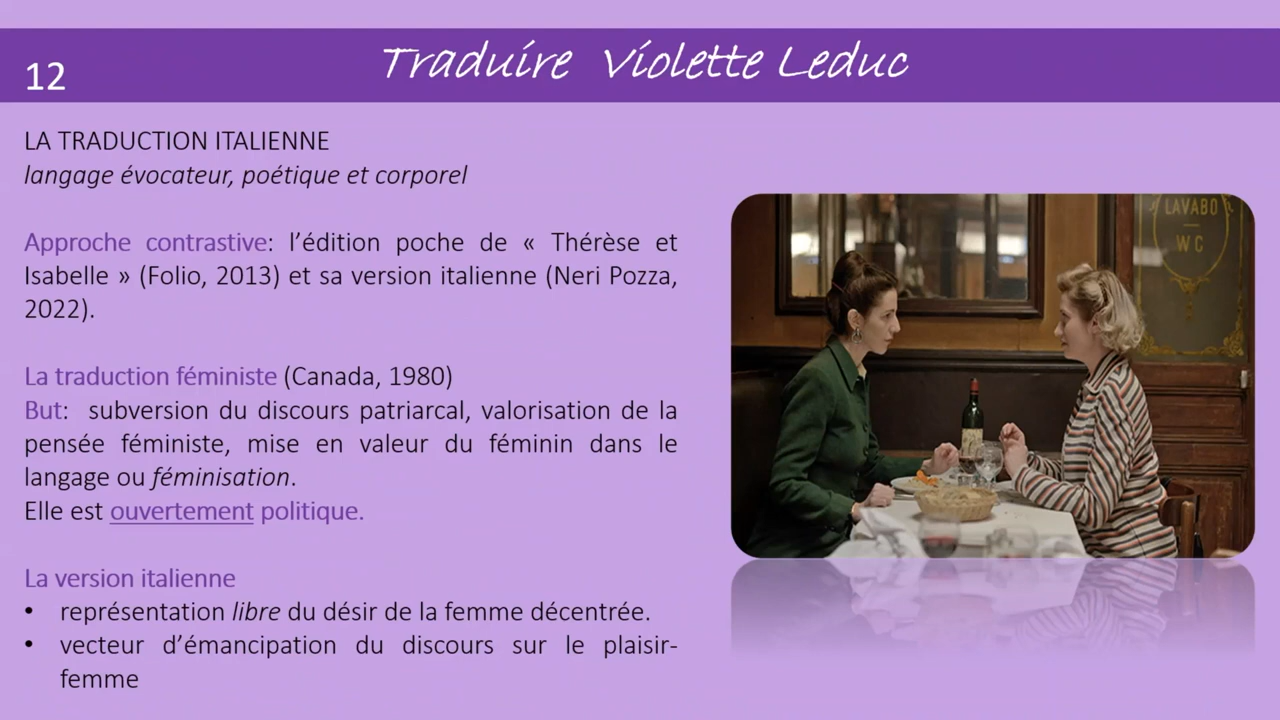 12
Traduire Violette Leduc
LA TRADUCTION ITALIENNE
langage évocateur, poétique et corporel
Approche contrastive: l’édition poche de « Thérèse et
Isabelle » (Folio, 2013) et sa version italienne (Neri Pozza,
2022).
La traduction féministe (Canada, 1980)
But: subversion du discours patriarcal, valorisation de la
pensée féministe, mise en valeur du féminin dans le
langage ou féminisation.
Elle est ouvertement politique.
La version italienne
• représentation libre du désir de la femme décentrée.
• vecteur d’émancipation du discours sur le plaisir-
femme
LAVABO
WC